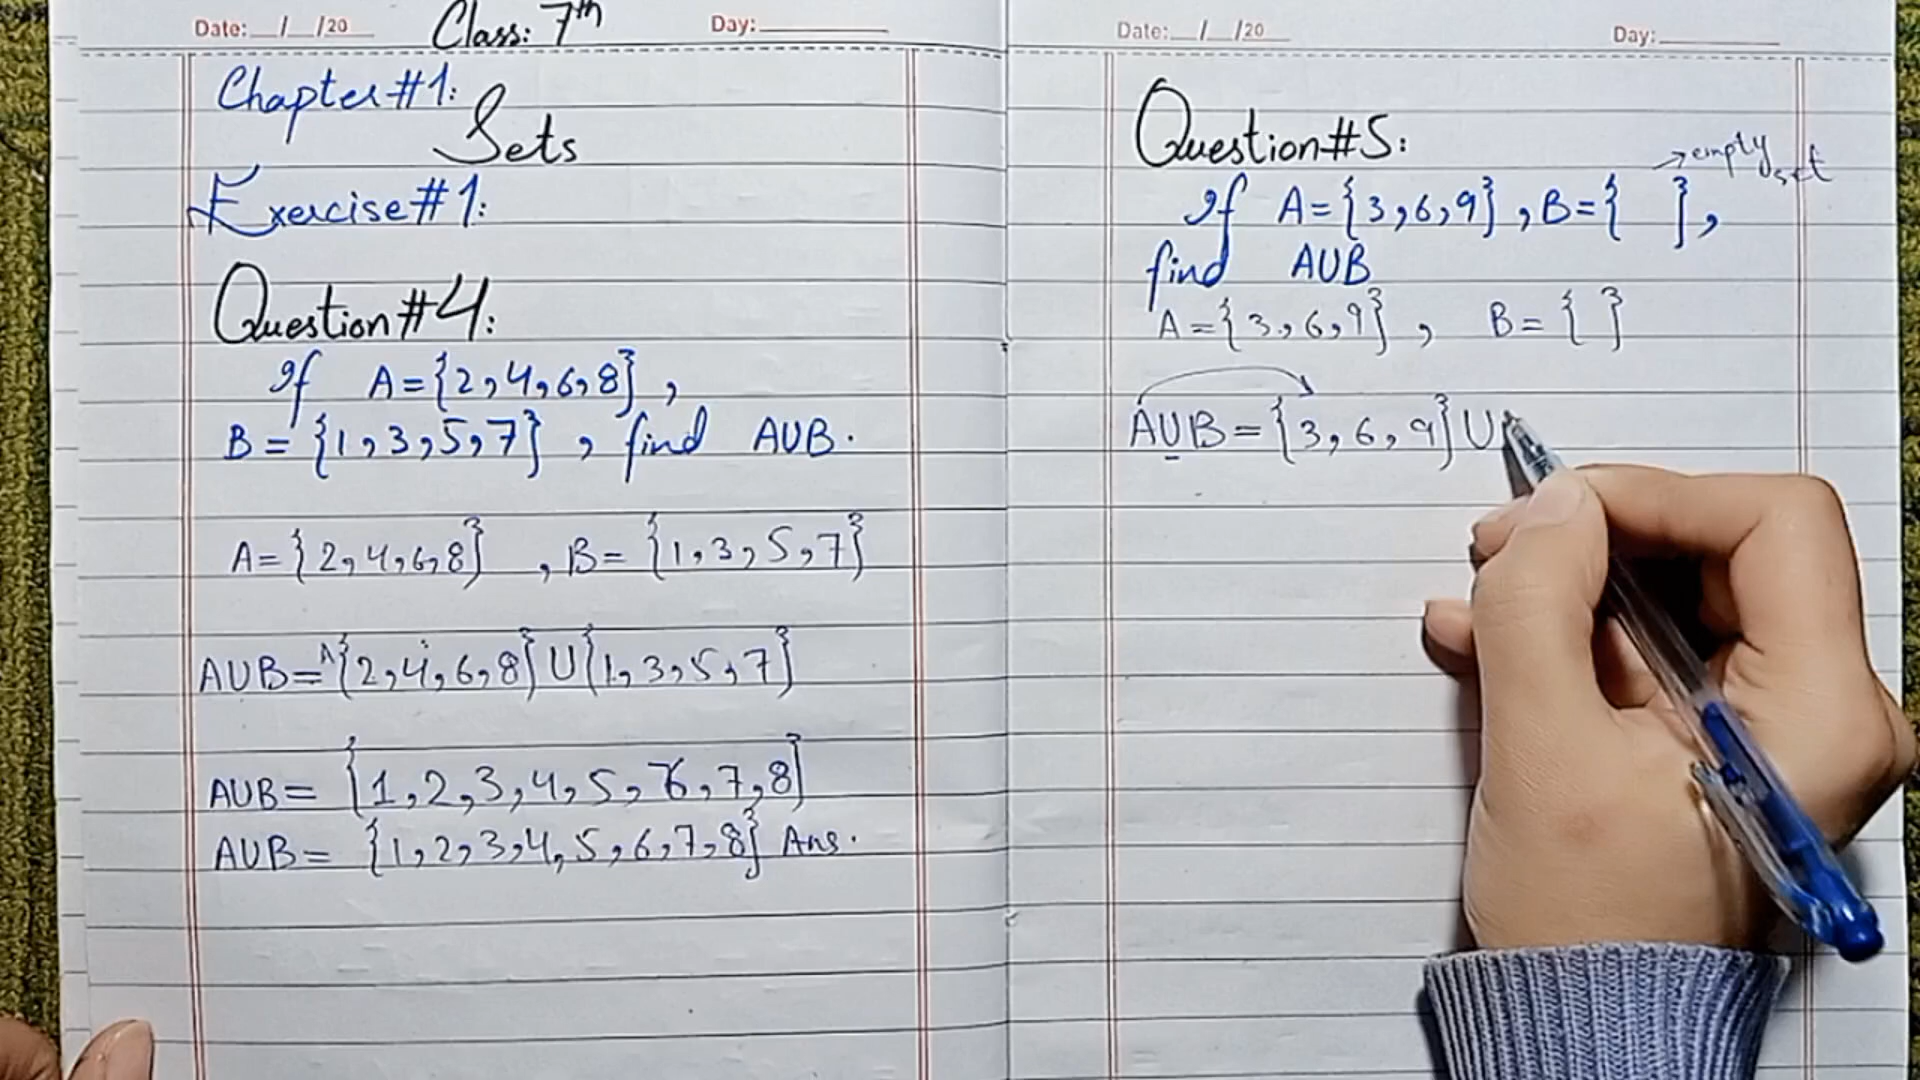 Date: __/__/20 Class: 7th Day:
Chapter#1:
Sets
Exercise#1:
Question#4:
If A={2,4,6,8},
B={1,3,5,7}, find AUB.
A={2,4,6,8} , B={1,3,5,7}
AUB={2,4,6,8}U{1,3,5,7}
AUB= {1,2,3,4,5,6,7,8}
AUB= {1,2,3,4,5,6,7,8} Ans.
Date: __/__/20 Day:
Question#5:
→empty set
If A={3,6,9},B={ },
find AUB
A={3,6,9}, B={ }
AUB={3,6,9}U